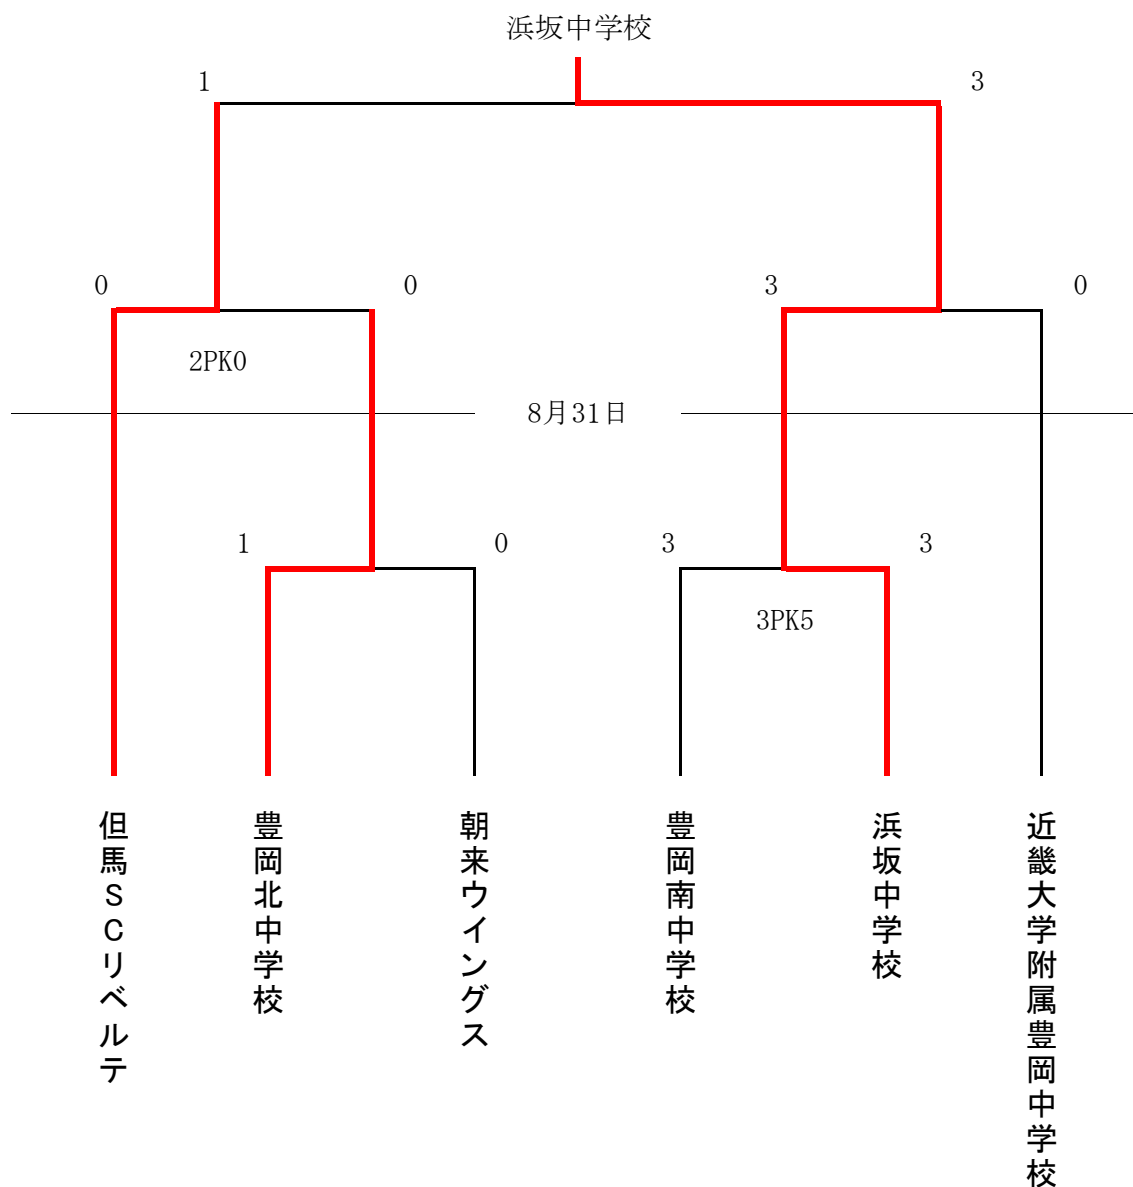 浜坂中学校
1
3
0
0
3
0
2PK0
8月31日
1
0
3
3
3PK5
但馬SCリベルテ
豊岡北中学校
朝来ウイングス
豊岡南中学校
浜坂中学校
近畿大学附属豊岡中学校